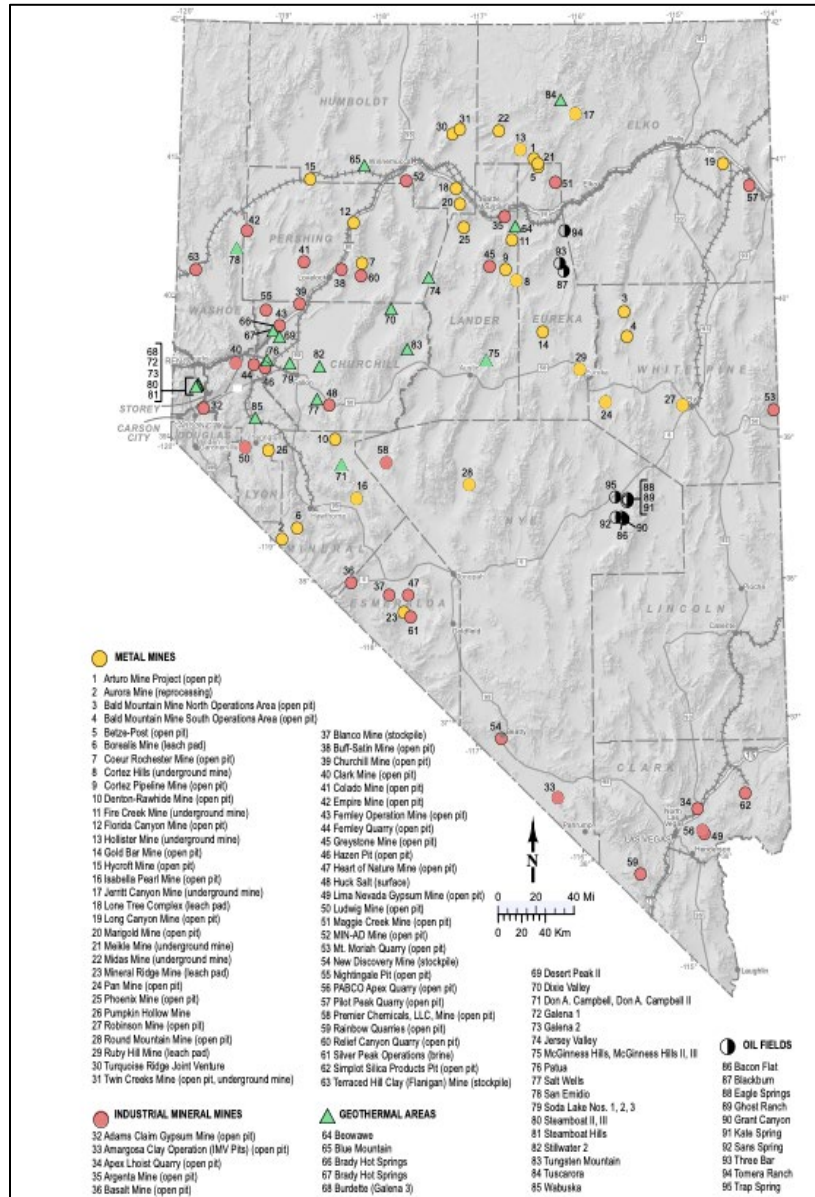 HUMBOLDT
ELKO
PERSHING
WASHOE
LANDER
EUREKA
CHURCHILL
WHITE PINE
STOREY
CARSON CITY
DOUGLAS
LYON
MINERAL
NYE
ESMERALDA
LINCOLN
CLARK
LAS VEGAS
Tonopah
Goldfield
Beatty
Pahrump
Henderson
Laughlin
Pioche
Caliente
Hawthorne
N
0 20 40 Mi
0 20 40 Km
METAL MINES
1 Arturo Mine Project (open pit)
2 Aurora Mine (reprocessing)
3 Bald Mountain Mine North Operations Area (open pit)
4 Bald Mountain Mine South Operations Area (open pit)
5 Betze-Post (open pit)
6 Borealis Mine (leach pad)
7 Coeur Rochester Mine (open pit)
8 Cortez Hills (underground mine)
9 Cortez Pipeline Mine (open pit)
10 Denton-Rawhide Mine (open pit)
11 Fire Creek Mine (underground mine)
12 Florida Canyon Mine (open pit)
13 Hollister Mine (underground mine)
14 Gold Bar Mine (open pit)
15 Hycroft Mine (open pit)
16 Isabella Pearl Mine (open pit)
17 Jerritt Canyon Mine (underground mine)
18 Lone Tree Complex (leach pad)
19 Long Canyon Mine (open pit)
20 Marigold Mine (open pit)
21 Meikle Mine (underground mine)
22 Midas Mine (underground mine)
23 Mineral Ridge Mine (leach pad)
24 Pan Mine (open pit)
25 Phoenix Mine (open pit)
26 Pumpkin Hollow Mine
27 Robinson Mine (open pit)
28 Round Mountain Mine (open pit)
29 Ruby Hill Mine (leach pad)
30 Turquoise Ridge Joint Venture
31 Twin Creeks Mine (open pit, underground mine)
INDUSTRIAL MINERAL MINES
32 Adams Claim Gypsum Mine (open pit)
33 Amargosa Clay Operation (IMV Pits) (open pit)
34 Apex Lhoist Quarry (open pit)
35 Argenta Mine (open pit)
36 Basalt Mine (open pit)
37 Blanco Mine (stockpile)
38 Buff-Satin Mine (open pit)
39 Churchill Mine (open pit)
40 Clark Mine (open pit)
41 Colado Mine (open pit)
42 Empire Mine (open pit)
43 Fernley Operation Mine (open pit)
44 Fernley Quarry (open pit)
45 Greystone Mine (open pit)
46 Hazen Pit (open pit)
47 Heart of Nature Mine (open pit)
48 Huck Salt (surface)
49 Lima Nevada Gypsum Mine (open pit)
50 Ludwig Mine (open pit)
51 Maggie Creek Mine (open pit)
52 MIN-AD Mine (open pit)
53 Mt. Moriah Quarry (open pit)
54 New Discovery Mine (stockpile)
55 Nightingale Pit (open pit)
56 PABCO Apex Quarry (open pit)
57 Pilot Peak Quarry (open pit)
58 Premier Chemicals, LLC, Mine (open pit)
59 Rainbow Quarries (open pit)
60 Relief Canyon Quarry (open pit)
61 Silver Peak Operations (brine)
62 Simplot Silica Products Pit (open pit)
63 Terraced Hill Clay (Flanigan) Mine (stockpile)
GEOTHERMAL AREAS
64 Beowawe
65 Blue Mountain
66 Brady Hot Springs
67 Brady Hot Springs
68 Burdette (Galena 3)
69 Desert Peak II
70 Dixie Valley
71 Don A. Campbell, Don A. Campbell II
72 Galena 1
73 Galena 2
74 Jersey Valley
75 McGinness Hills, McGinness Hills II, III
76 Patua
77 Salt Wells
78 San Emidio
79 Soda Lake Nos. 1, 2, 3
80 Steamboat II, III
81 Steamboat Hills
82 Stillwater 2
83 Tungsten Mountain
84 Tuscarora
85 Wabuska
OIL FIELDS
86 Bacon Flat
87 Blackburn
88 Eagle Springs
89 Ghost Ranch
90 Grant Canyon
91 Kate Spring
92 Sans Spring
93 Three Bar
94 Tomera Ranch
95 Trap Spring